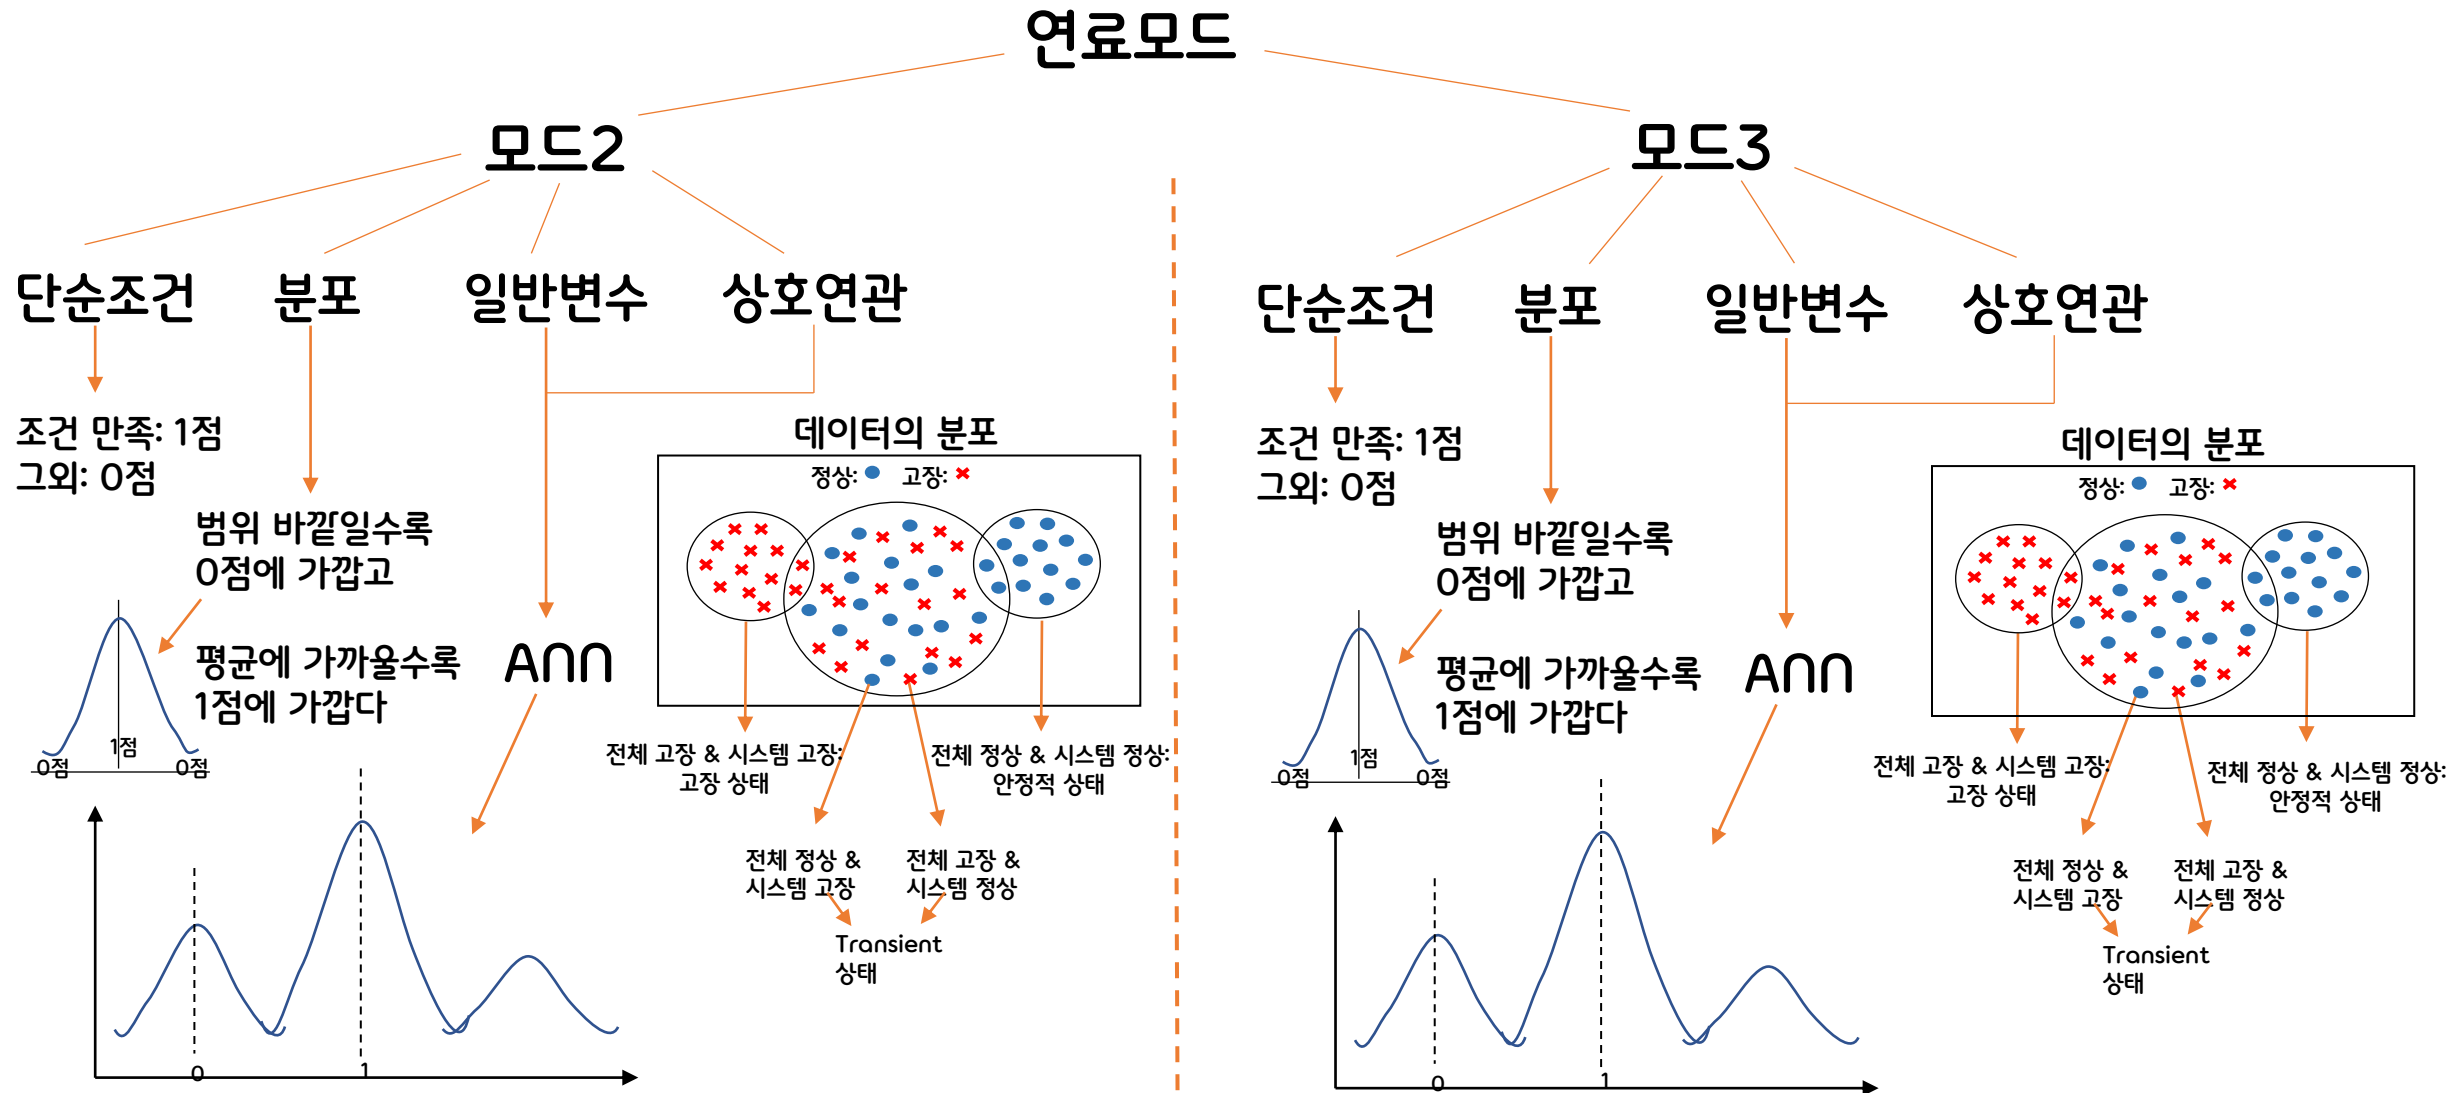 연료모드
모드2
단순조건
분포
일반변수
상호연관
조건 만족: 1점
그외: 0점
범위 바깥일수록
0점에 가깝고
평균에 가까울수록
1점에 가깝다
1점
0점
0점
ANN
0
1
데이터의 분포
정상:
고장:
전체 고장 & 시스템 고장:
고장 상태
전체 정상 & 시스템 정상:
안정적 상태
전체 정상 &
시스템 고장
전체 고장 &
시스템 정상
Transient
상태
모드3
단순조건
분포
일반변수
상호연관
조건 만족: 1점
그외: 0점
범위 바깥일수록
0점에 가깝고
평균에 가까울수록
1점에 가깝다
1점
0점
0점
ANN
0
1
데이터의 분포
정상:
고장:
전체 고장 & 시스템 고장:
고장 상태
전체 정상 & 시스템 정상:
안정적 상태
전체 정상 &
시스템 고장
전체 고장 &
시스템 정상
Transient
상태